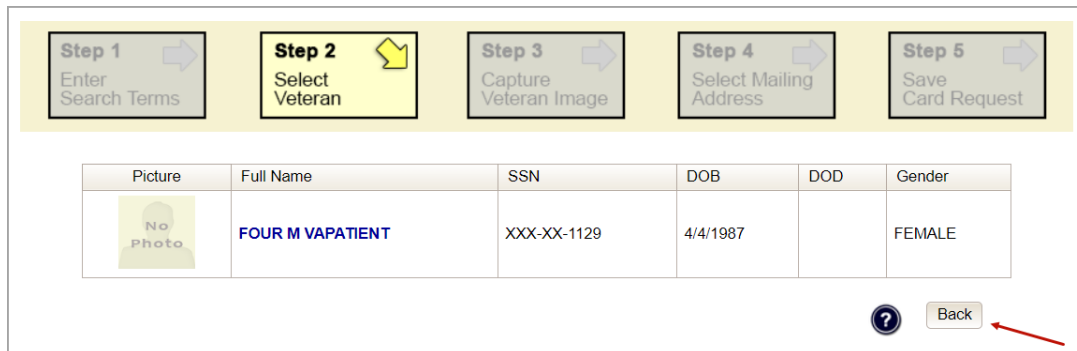 Step 1
Enter
Search Terms
Step 2
Select
Veteran
Step 3
Capture
Veteran Image
Step 4
Select Mailing
Address
Step 5
Save
Card Request
Picture Full Name SSN DOB DOD Gender
No
Photo
FOUR M VAPATIENT XXX-XX-1129 4/4/1987 FEMALE
? Back